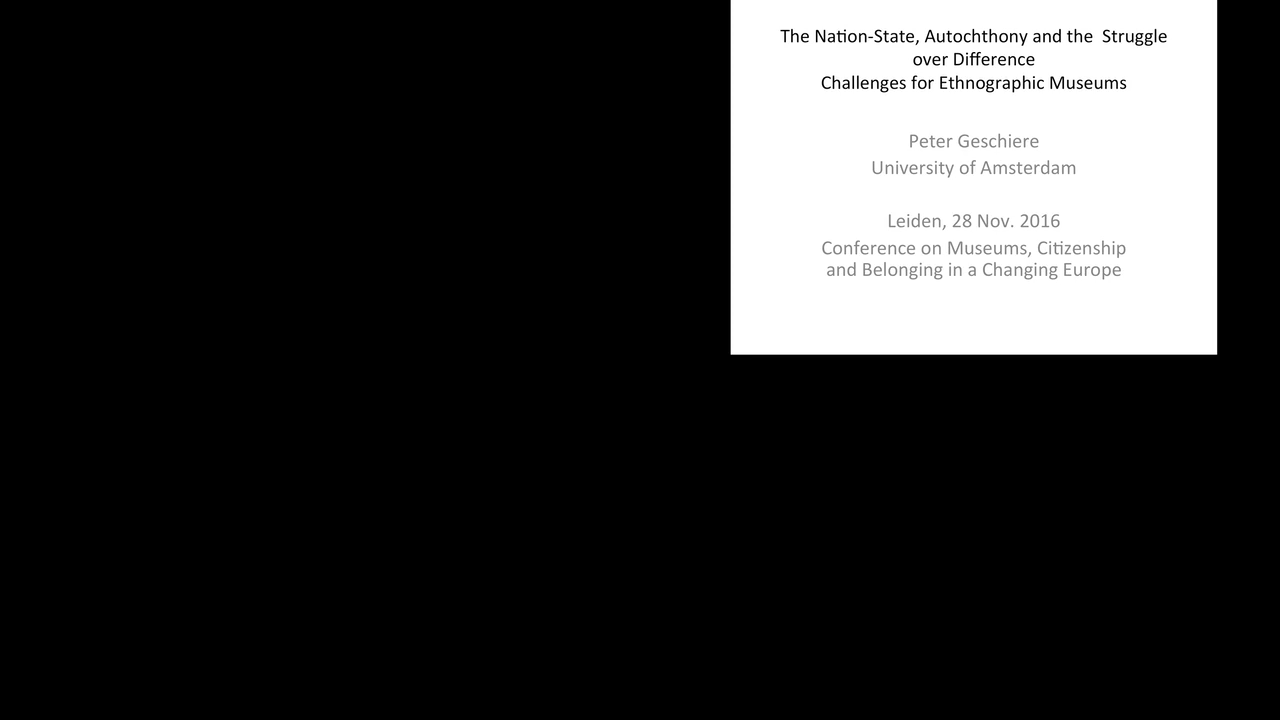 The Nation-State, Autochthony and the  Struggle
over Difference
Challenges for Ethnographic Museums
Peter Geschiere
University of Amsterdam
Leiden, 28 Nov. 2016
Conference on Museums, Citizenship
and Belonging in a Changing Europe